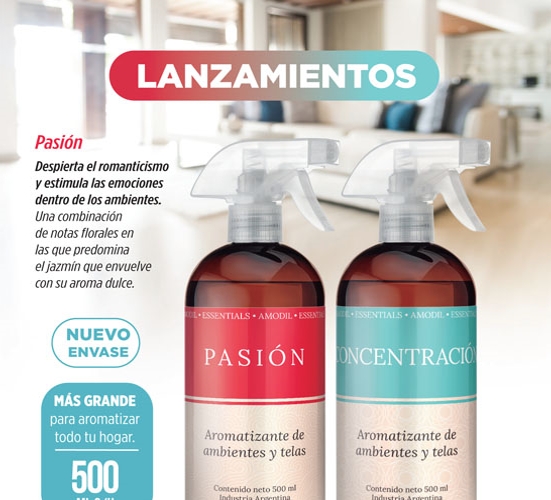 LANZAMIENTOS
Pasión
Despierta el romanticismo
y estimula las emociones
dentro de los ambientes.
Una combinación
de notas florales en
las que predomina
el jazmín que envuelve
con su aroma dulce.
NUEVO
ENVASE
MÁS GRANDE
para aromatizar
todo tu hogar.
500
• ESSENTIALS • AMODIL •
PASIÓN
Aromatizante de
ambientes y telas
Contenido neto 500 ml
Industria Argentina
• ESSENTIALS • AMODIL •
CONCENTRACIÓN
Aromatizante de
ambientes y telas
Contenido neto 500 ml
Industria Argentina